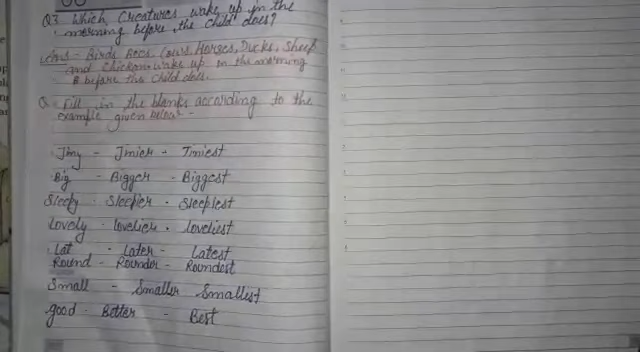 Q3 Which Creatures wake up in the
morning before the child does?
Ans - Birds Bees, Cows, Horses, Ducks, Sheep
and Chicken wake up in the morning
before the child does.
Q Fill in the blanks according to the
example given below -
Tiny - Tinier - Tiniest
Big - Bigger - Biggest
Sleepy - Sleepier - Sleepiest
Lovely - lovelier - loveliest
Lat - Later - Latest
Round - Rounder - Roundest
Small - Smaller Smallest
good - Better - Best